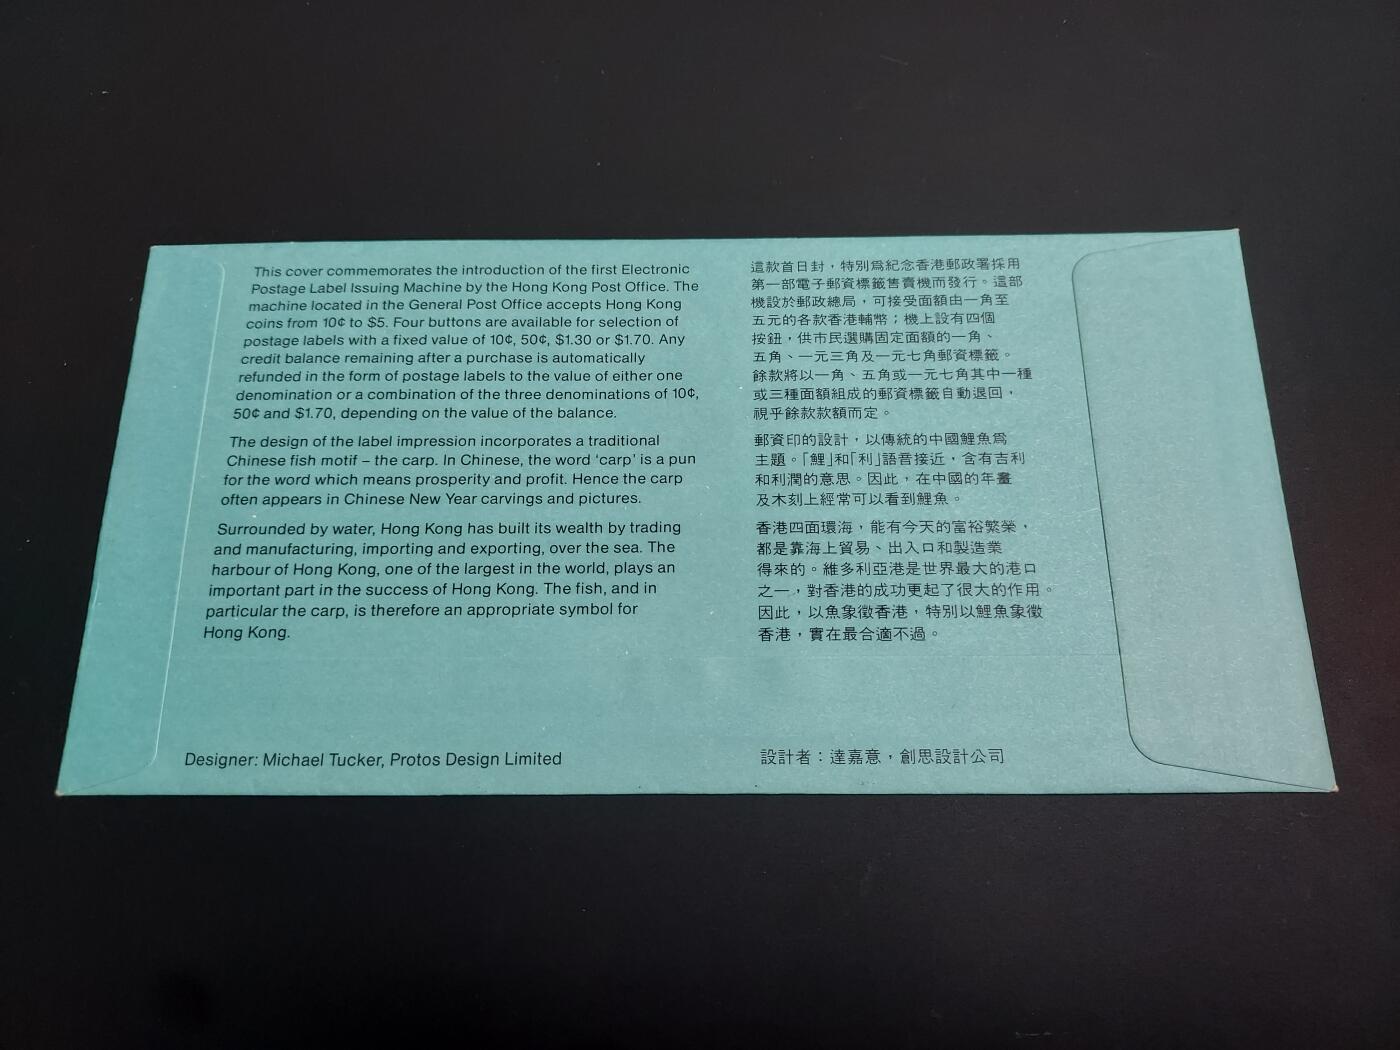 This cover commemorates the introduction of the first Electronic
Postage Label Issuing Machine by the Hong Kong Post Office. The
machine located in the General Post Office accepts Hong Kong
coins from 10¢ to $5. Four buttons are available for selection of
postage labels with a fixed value of 10¢, 50¢, $1.30 or $1.70. Any
credit balance remaining after a purchase is automatically
refunded in the form of postage labels to the value of either one
denomination or a combination of the three denominations of 10¢,
50¢ and $1.70, depending on the value of the balance.
The design of the label impression incorporates a traditional
Chinese fish motif – the carp. In Chinese, the word ‘carp’ is a pun
for the word which means prosperity and profit. Hence the carp
often appears in Chinese New Year carvings and pictures.
Surrounded by water, Hong Kong has built its wealth by trading
and manufacturing, importing and exporting, over the sea. The
harbour of Hong Kong, one of the largest in the world, plays an
important part in the success of Hong Kong. The fish, and in
particular the carp, is therefore an appropriate symbol for
Hong Kong.
Designer: Michael Tucker, Protos Design Limited
這款首日封，特別爲紀念香港郵政署採用
第一部電子郵資標籤售賣機而發行。這部
機設於郵政總局，可接受面額由一角至
五元的各款香港輔幣；機上設有四個
按鈕，供市民選購固定面額的一角、
五角、一元三角及一元七角郵資標籤。
餘款將以一角、五角或一元七角其中一種
或三種面額組成的郵資標籤自動退回，
視乎餘款款額而定。
郵資印的設計，以傳統的中國鯉魚爲
主題。「鯉」和「利」語音接近，含有吉利
和利潤的意思。因此，在中國的年畫
及木刻上經常可以看到鯉魚。
香港四面環海，能有今天的富裕繁榮，
都是靠海上貿易、出入口和製造業
得來的。維多利亞港是世界最大的港口
之一，對香港的成功更起了很大的作用。
因此，以魚象徵香港，特別以鯉魚象徵
香港，實在最合適不過。
設計者：達嘉意，創思設計公司